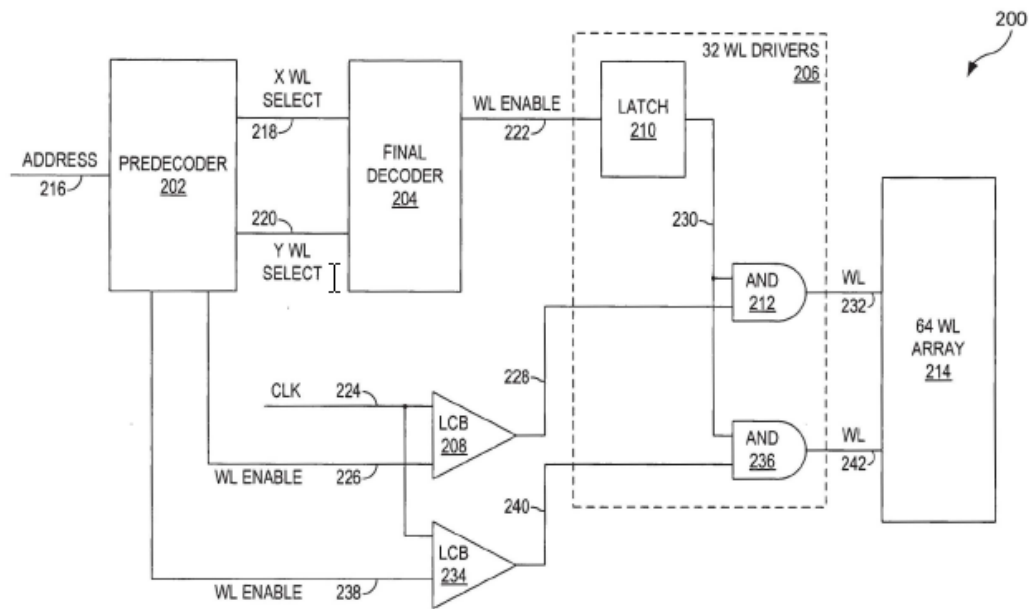 200
32 WL DRIVERS
206
X WL
SELECT
218
WL ENABLE
222
LATCH
210
ADDRESS
216
PREDECODER
202
FINAL
DECODER
204
220
Y WL
SELECT
230
AND
212
WL
232
64 WL
ARRAY
214
CLK
224
228
LCB
208
WL ENABLE
226
AND
236
WL
242
240
LCB
234
WL ENABLE
238